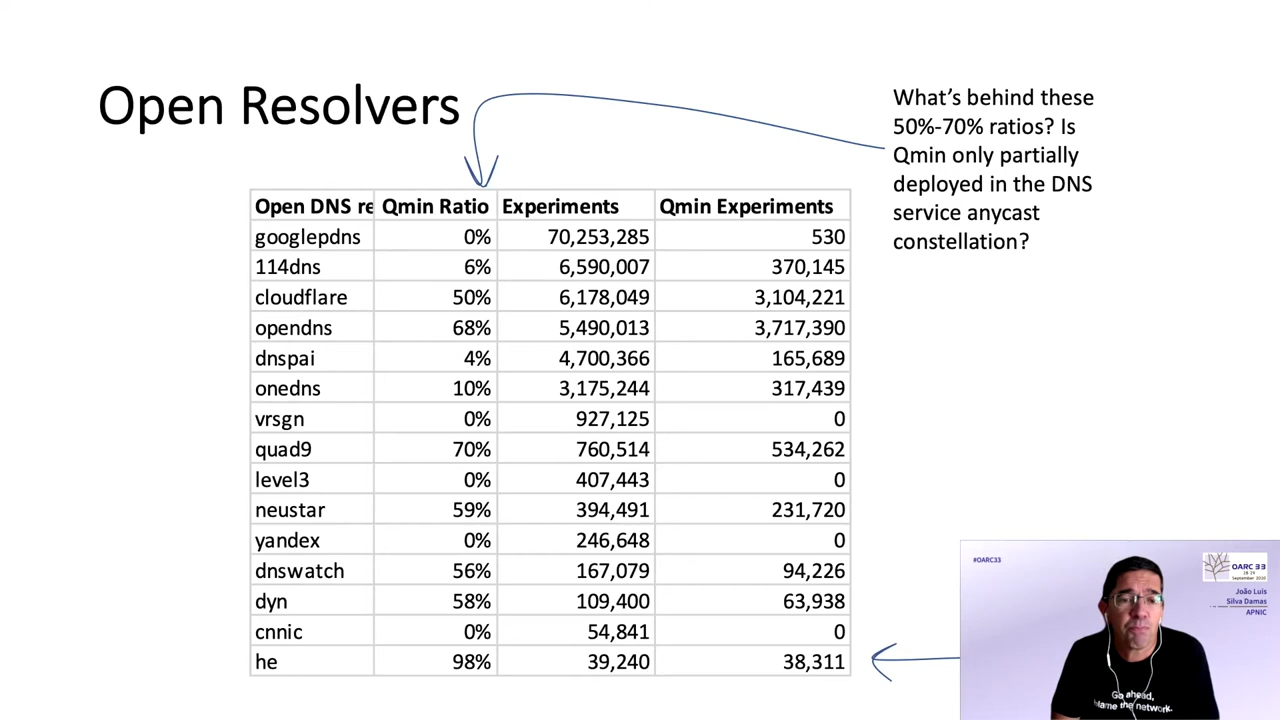 Open Resolvers
What's behind these
50%-70% ratios? Is
Qmin only partially
deployed in the DNS
service anycast
constellation?
Open DNS re Qmin Ratio Experiments Qmin Experiments
googlepdns 0% 70,253,285 530
114dns 6% 6,590,007 370,145
cloudflare 50% 6,178,049 3,104,221
opendns 68% 5,490,013 3,717,390
dnspai 4% 4,700,366 165,689
onedns 10% 3,175,244 317,439
vrsgn 0% 927,125 0
quad9 70% 760,514 534,262
level3 0% 407,443 0
neustar 59% 394,491 231,720
yandex 0% 246,648 0
dnswatch 56% 167,079 94,226
dyn 58% 109,400 63,938
cnnic 0% 54,841 0
he 98% 39,240 38,311
#OARC33
OARC 33
28-29
September 2020
João Luis
Silva Damas
APNIC
Go ahead,
blame the network.